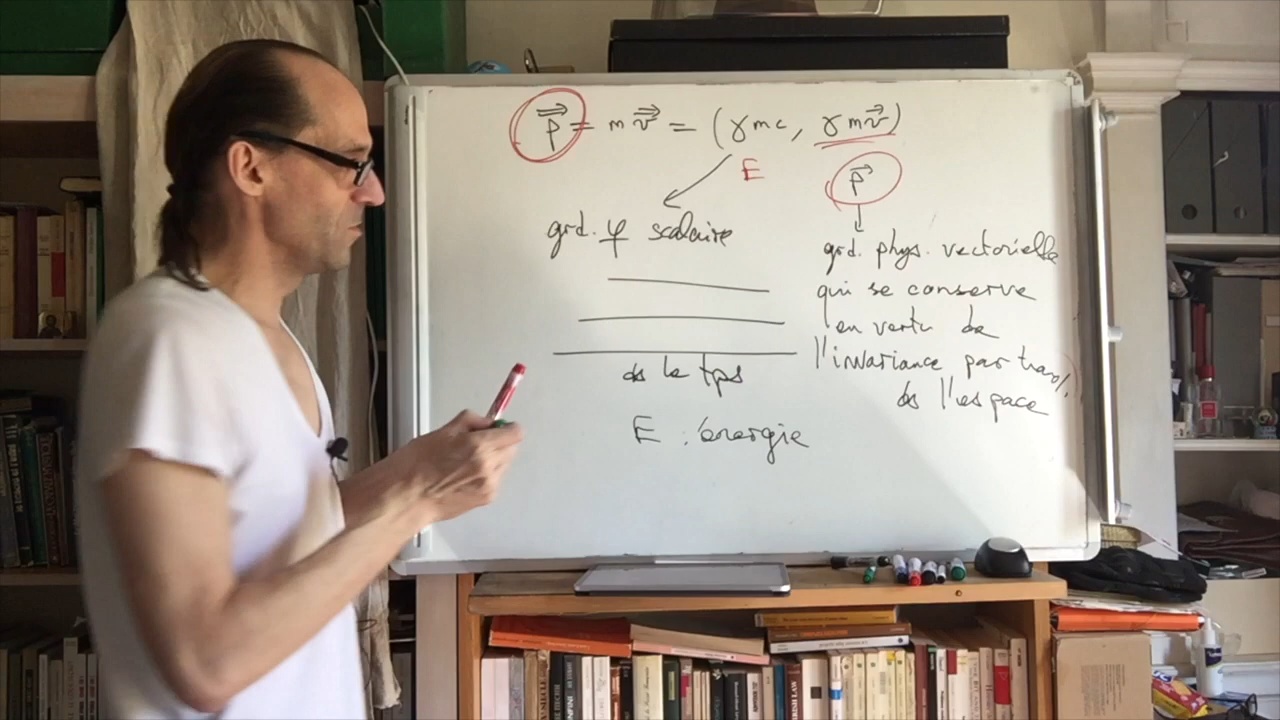 p⃗ = m v⃗ = (γmc, γmv⃗)
E
p⃗
grd. φ scalaire
grd. phys. vectorielle
qui se conserve
en vertu de
l'invariance par transl.
ds l'espace
ds le tps
E : énergie